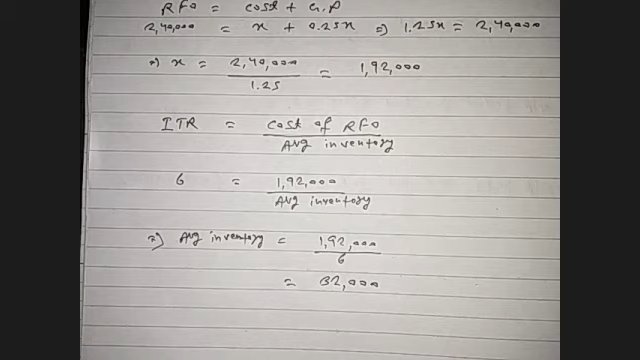 RFO = cost + G.P
2,40,000 = x + 0.25x => 1.25x = 2,40,000
=> x = 2,40,000 / 1.25 = 1,92,000
ITR = cost of RFO / Avg inventory
6 = 1,92,000 / Avg inventory
=> Avg inventory = 1,92,000 / 6
= 32,000